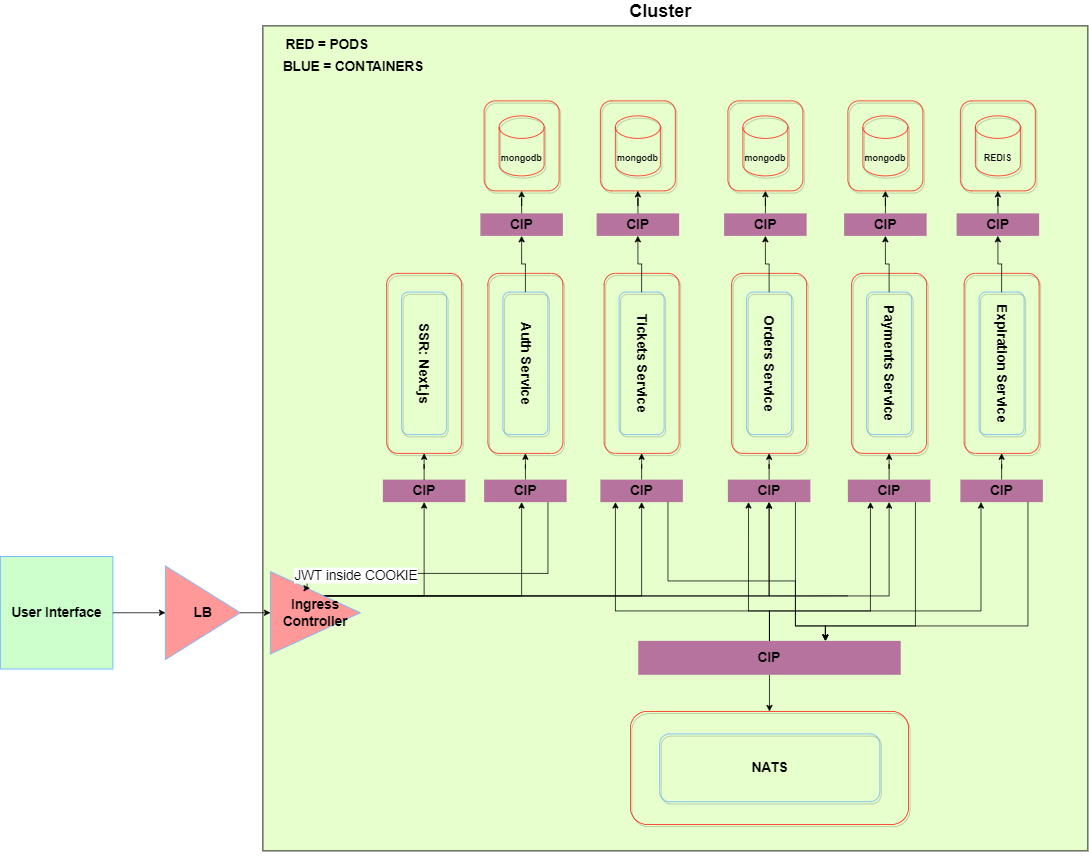 Cluster
RED = PODS
BLUE = CONTAINERS
mongodb
mongodb
mongodb
mongodb
REDIS
CIP
CIP
CIP
CIP
CIP
SSR: Next.js
Auth Service
Tickets Service
Orders Service
Payments Service
Expiration Service
CIP
CIP
CIP
CIP
CIP
CIP
JWT inside COOKIE
User Interface
LB
Ingress
Controller
CIP
NATS